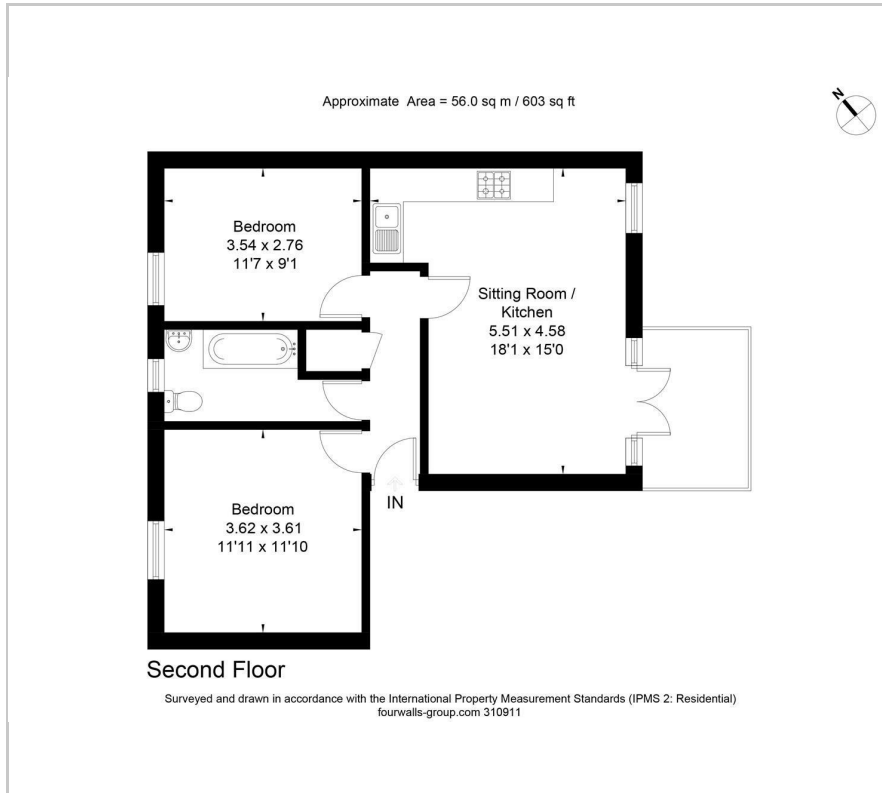 Approximate Area = 56.0 sq m / 603 sq ft
N
Bedroom
3.54 x 2.76
11'7 x 9'1
Sitting Room /
Kitchen
5.51 x 4.58
18'1 x 15'0
Bedroom
3.62 x 3.61
11'11 x 11'10
IN
Second Floor
Surveyed and drawn in accordance with the International Property Measurement Standards (IPMS 2: Residential)
fourwalls-group.com 310911